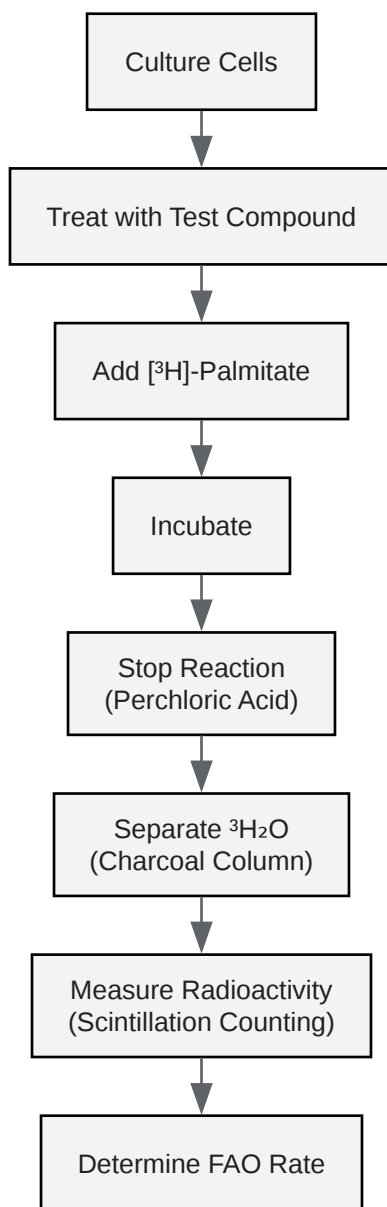 Culture Cells
Treat with Test Compound
Add [³H]-Palmitate
Incubate
Stop Reaction
(Perchloric Acid)
Separate ³H₂O
(Charcoal Column)
Measure Radioactivity
(Scintillation Counting)
Determine FAO Rate